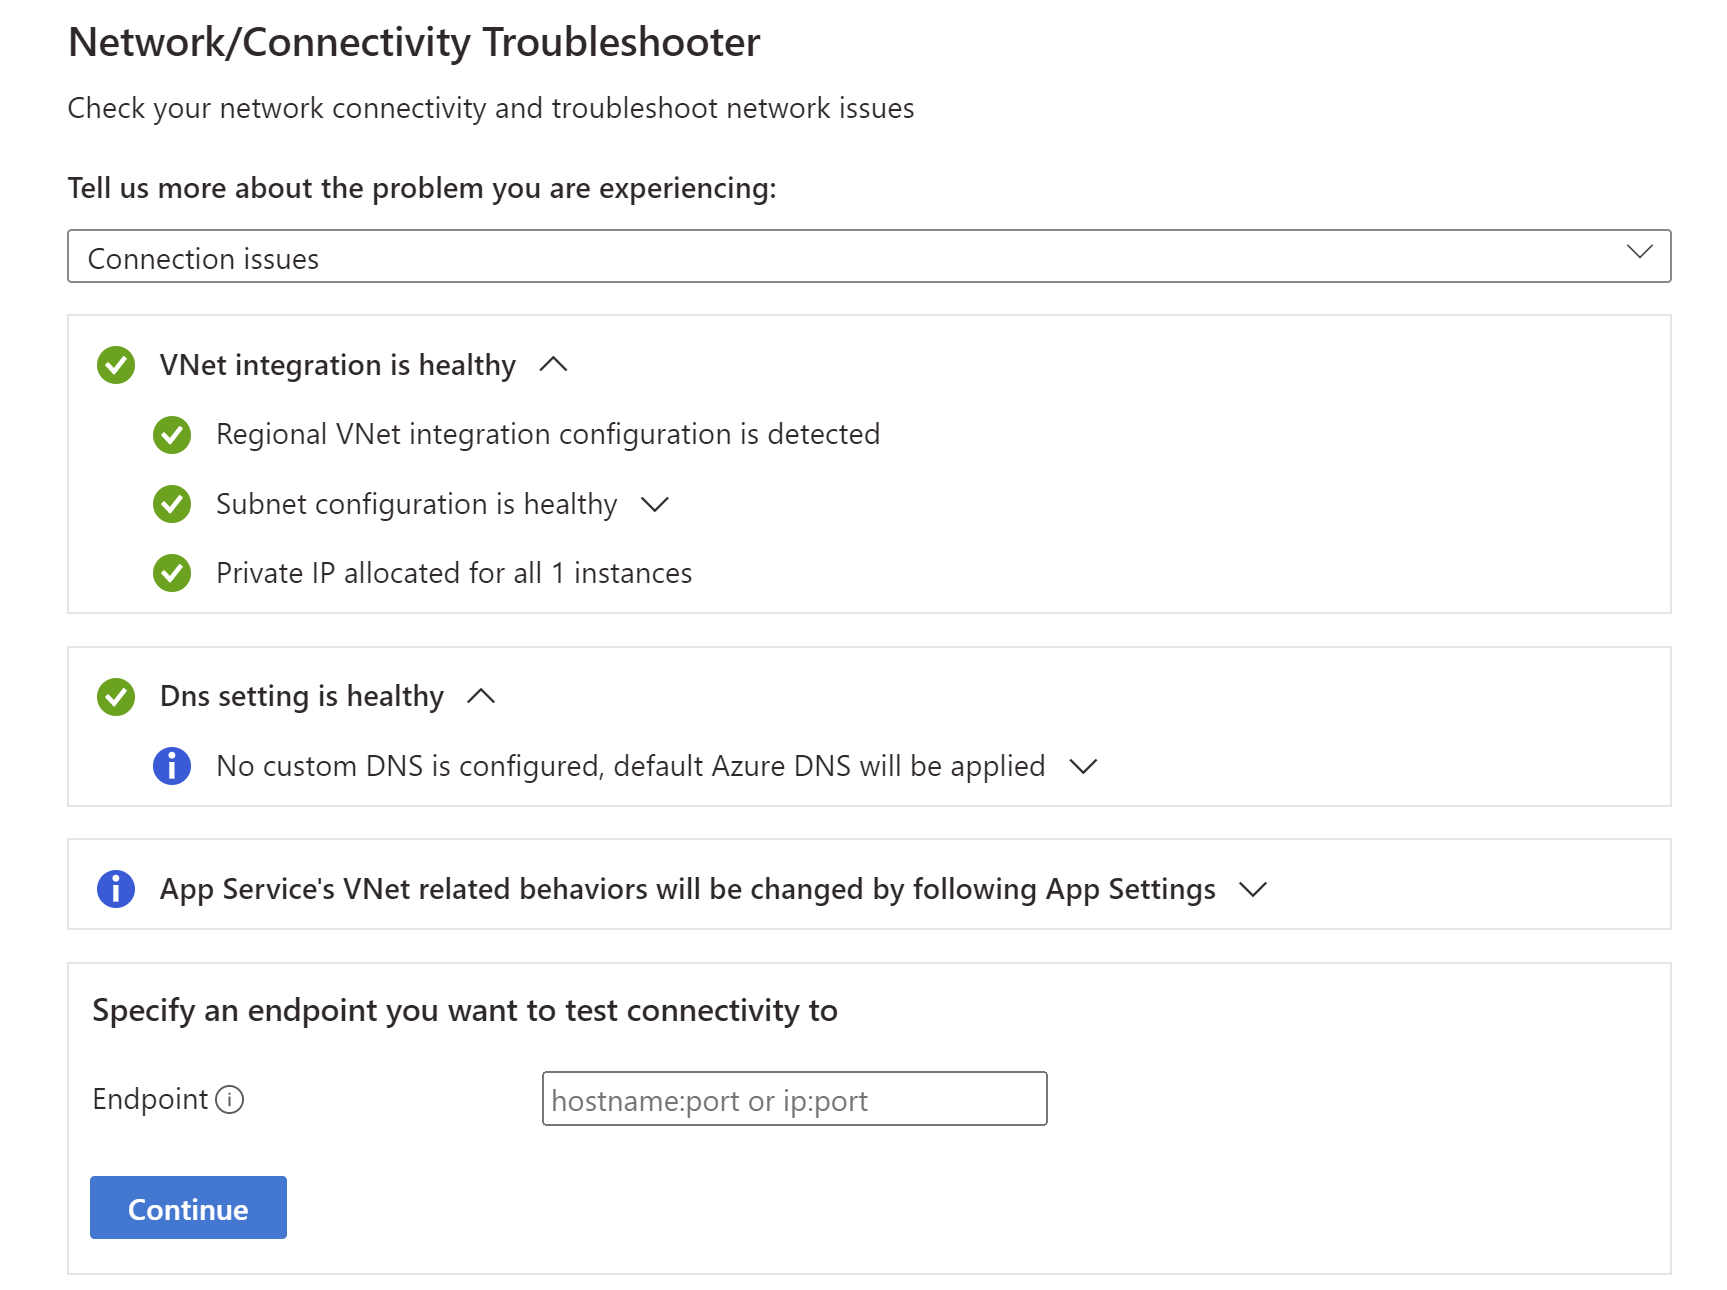 Network/Connectivity Troubleshooter
Check your network connectivity and troubleshoot network issues
Tell us more about the problem you are experiencing:
Connection issues
VNet integration is healthy
Regional VNet integration configuration is detected
Subnet configuration is healthy
Private IP allocated for all 1 instances
Dns setting is healthy
No custom DNS is configured, default Azure DNS will be applied
App Service's VNet related behaviors will be changed by following App Settings
Specify an endpoint you want to test connectivity to
Endpoint
hostname:port or ip:port
Continue